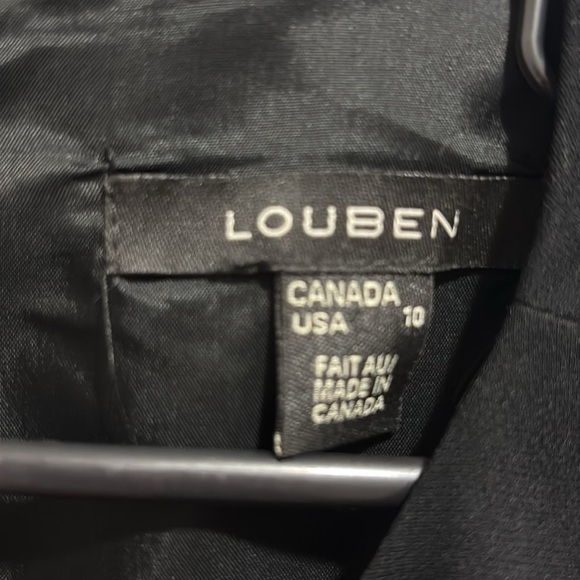 LOUBEN
CANADA
USA 10
FAIT AU/
MADE IN
CANADA